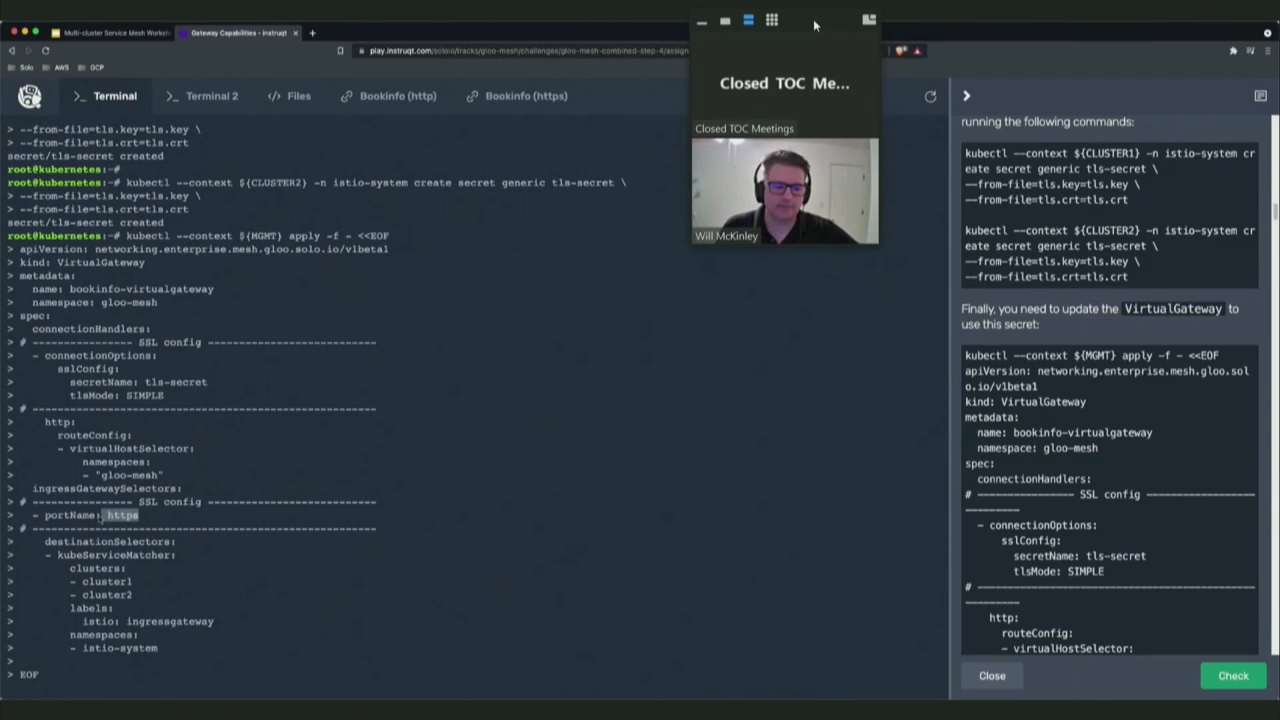 Multi-cluster Service Mesh Worksh
Gateway Capabilities - instruqt
play.instruqt.com/soloio/tracks/gloo-mesh/challenges/gloo-mesh-combined-step-4/assign
Solo
AWS
GCP
Terminal
Terminal 2
Files
Bookinfo (http)
Bookinfo (https)
> --from-file=tls.key=tls.key \
> --from-file=tls.crt=tls.crt
secret/tls-secret created
root@kubernetes:~#
root@kubernetes:~# kubectl --context ${CLUSTER2} -n istio-system create secret generic tls-secret \
> --from-file=tls.key=tls.key \
> --from-file=tls.crt=tls.crt
secret/tls-secret created
root@kubernetes:~# kubectl --context ${MGMT} apply -f - <<EOF
> apiVersion: networking.enterprise.mesh.gloo.solo.io/v1beta1
> kind: VirtualGateway
> metadata:
>   name: bookinfo-virtualgateway
>   namespace: gloo-mesh
> spec:
>   connectionHandlers:
> # ---------------- SSL config ---------------------------
>   - connectionOptions:
>       sslConfig:
>         secretName: tls-secret
>         tlsMode: SIMPLE
> # -------------------------------------------------------
>     http:
>       routeConfig:
>       - virtualHostSelector:
>           namespaces:
>           - "gloo-mesh"
>   ingressGatewaySelectors:
> # ---------------- SSL config ---------------------------
>   - portName: https
> # -------------------------------------------------------
>     destinationSelectors:
>     - kubeServiceMatcher:
>         clusters:
>         - cluster1
>         - cluster2
>         labels:
>           istio: ingressgateway
>         namespaces:
>         - istio-system
>
> EOF
Closed TOC Me...
Closed TOC Meetings
Will McKinley
running the following commands:
kubectl --context ${CLUSTER1} -n istio-system cr
eate secret generic tls-secret \
--from-file=tls.key=tls.key \
--from-file=tls.crt=tls.crt
kubectl --context ${CLUSTER2} -n istio-system cr
eate secret generic tls-secret \
--from-file=tls.key=tls.key \
--from-file=tls.crt=tls.crt
Finally, you need to update the VirtualGateway to
use this secret:
kubectl --context ${MGMT} apply -f - <<EOF
apiVersion: networking.enterprise.mesh.gloo.sol
o.io/v1beta1
kind: VirtualGateway
metadata:
  name: bookinfo-virtualgateway
  namespace: gloo-mesh
spec:
  connectionHandlers:
# ---------------- SSL config ------------------
---------
  - connectionOptions:
      sslConfig:
        secretName: tls-secret
        tlsMode: SIMPLE
# ----------------------------------------------
---------
    http:
      routeConfig:
      - virtualHostSelector:
Close
Check